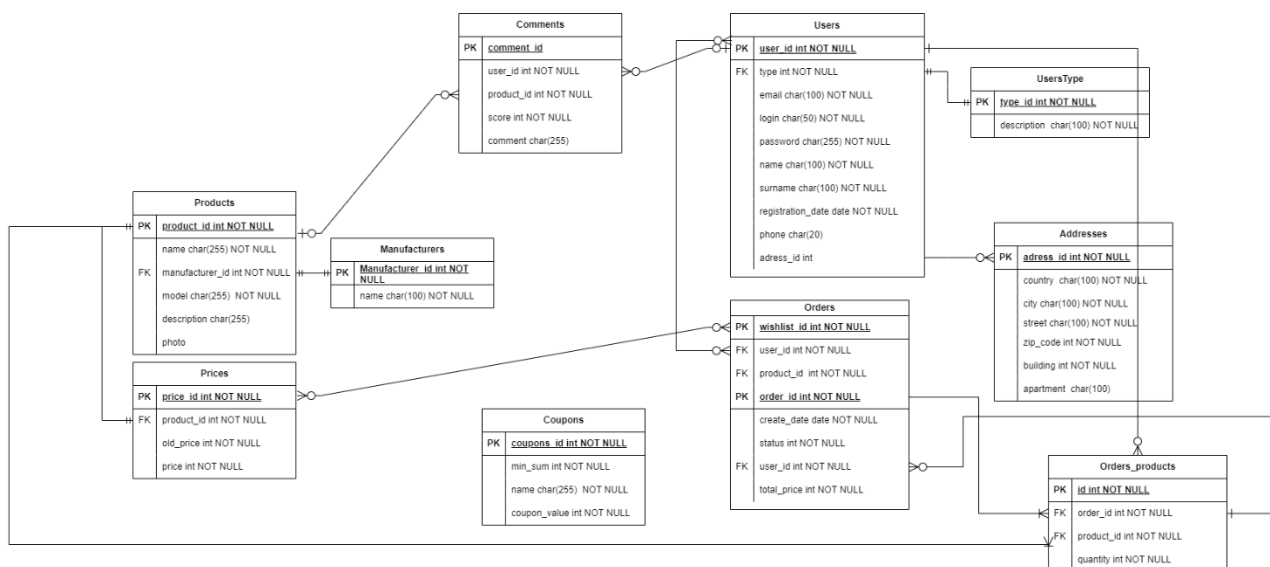 Comments
PK comment_id
user_id int NOT NULL
product_id int NOT NULL
score int NOT NULL
comment char(255)
Users
PK user_id int NOT NULL
FK type int NOT NULL
email char(100) NOT NULL
login char(50) NOT NULL
password char(255) NOT NULL
name char(100) NOT NULL
surname char(100) NOT NULL
registration_date date NOT NULL
phone char(20)
adress_id int
UsersType
PK type_id int NOT NULL
description char(100) NOT NULL
Products
PK product_id int NOT NULL
name char(255) NOT NULL
FK manufacturer_id int NOT NULL
model char(255) NOT NULL
description char(255)
photo
Manufacturers
PK Manufacturer_id int NOT
NULL
name char(100) NOT NULL
Addresses
PK adress_id int NOT NULL
country char(100) NOT NULL
city char(100) NOT NULL
street char(100) NOT NULL
zip_code int NOT NULL
building int NOT NULL
apartment char(100)
Orders
PK wishlist_id int NOT NULL
FK user_id int NOT NULL
FK product_id int NOT NULL
PK order_id int NOT NULL
create_date date NOT NULL
status int NOT NULL
FK user_id int NOT NULL
total_price int NOT NULL
Prices
PK price_id int NOT NULL
FK product_id int NOT NULL
old_price int NOT NULL
price int NOT NULL
Coupons
PK coupons_id int NOT NULL
min_sum int NOT NULL
name char(255) NOT NULL
coupon_value int NOT NULL
Orders_products
PK id int NOT NULL
FK order_id int NOT NULL
FK product_id int NOT NULL
quantity int NOT NULL